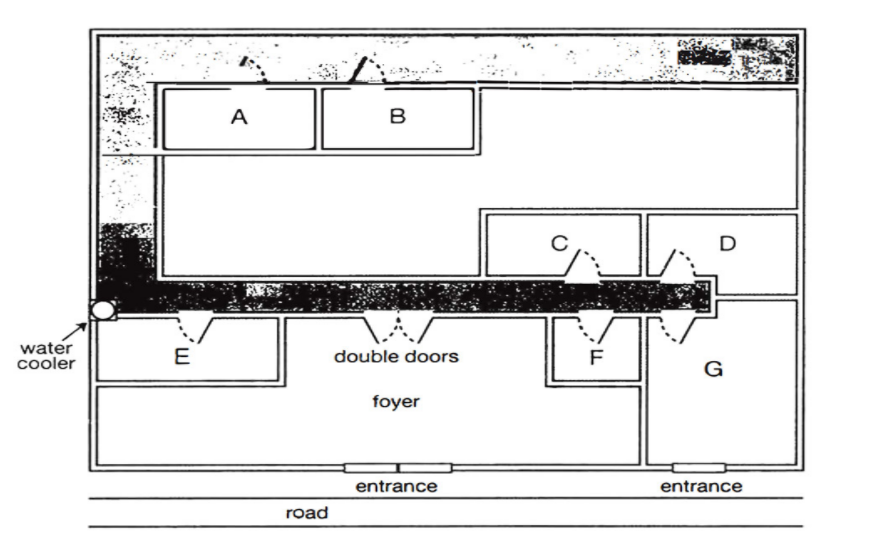 A
B
C
D
water
cooler
E
double doors
F
G
foyer
entrance
entrance
road